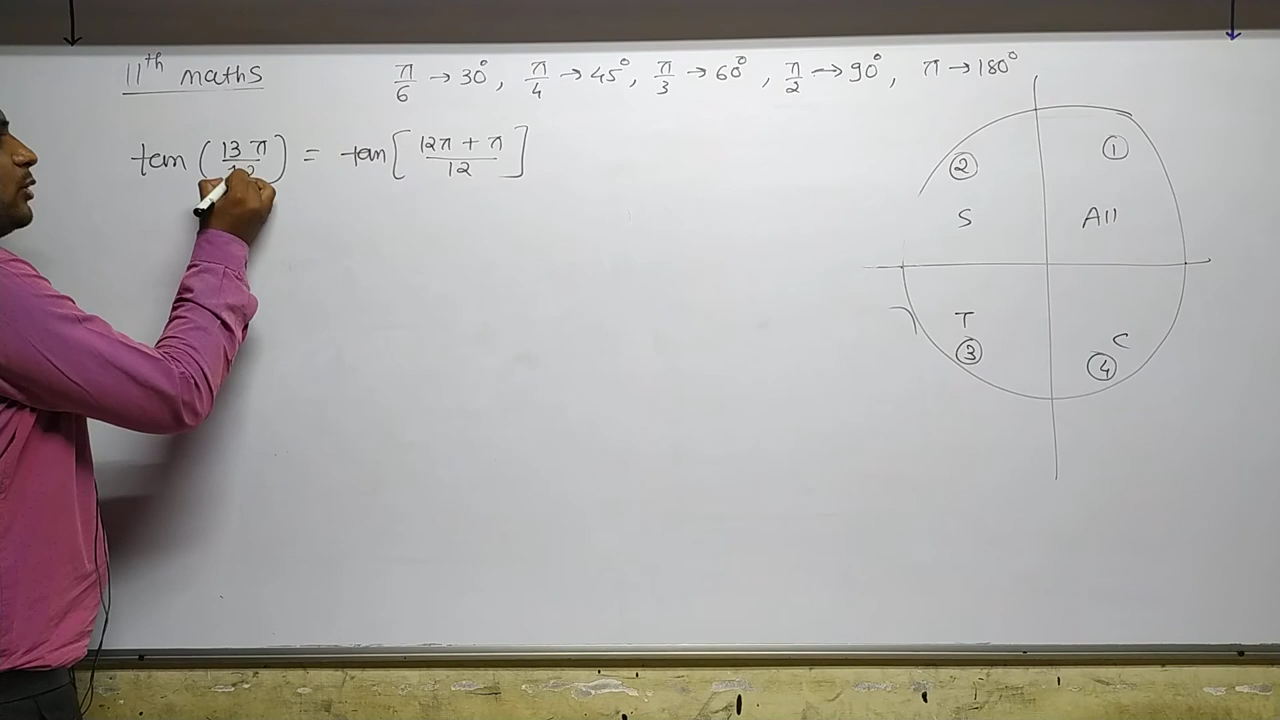 11th maths
π/6 → 30°, π/4 → 45°, π/3 → 60°, π/2 → 90°, π → 180°
tan (13π/12) = tan [12π + π / 12]
② ①
S All
T C
③ ④